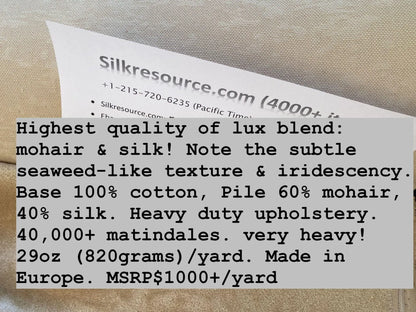 Silkresource.com (4000+ it
+1-215-720-6235 (Pacific Time)
• Silkresource.com.
Highest quality of lux blend:
mohair & silk! Note the subtle
seaweed-like texture & iridescency.
Base 100% cotton, Pile 60% mohair,
40% silk. Heavy duty upholstery.
40,000+ matindales. very heavy!
29oz (820grams)/yard. Made in
Europe. MSRP$1000+/yard